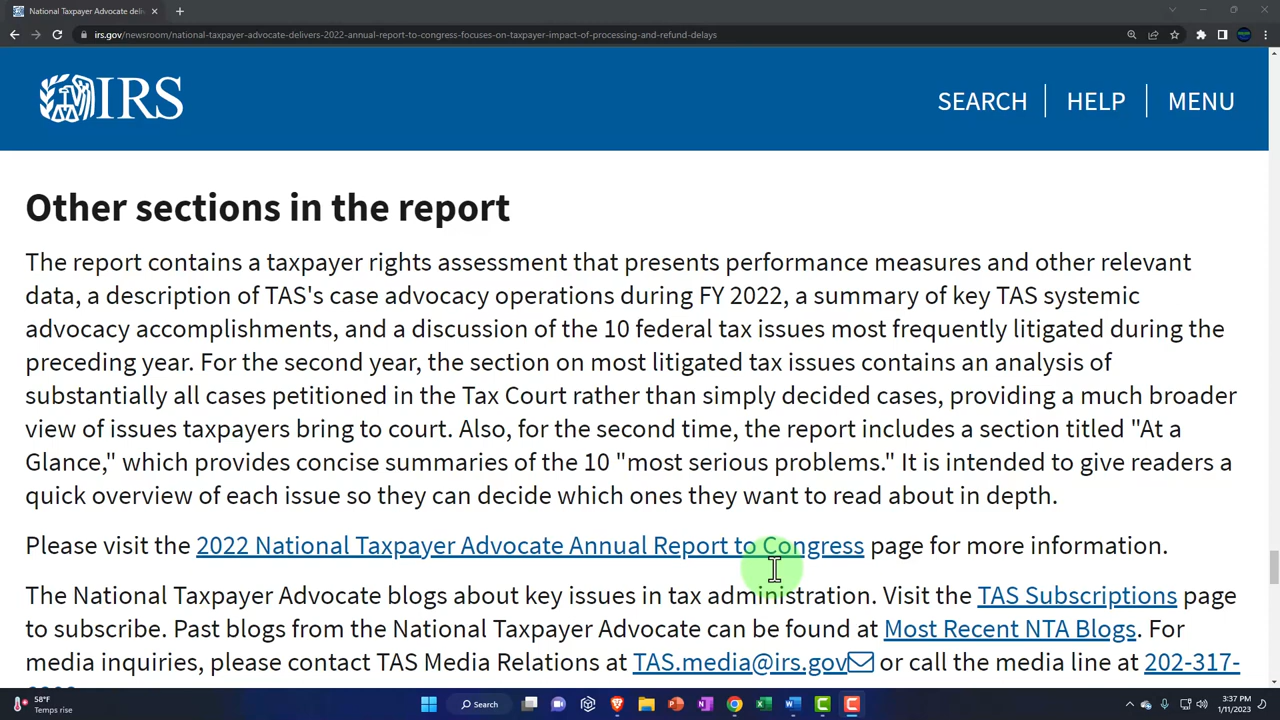 National Taxpayer Advocate deliv
irs.gov/newsroom/national-taxpayer-advocate-delivers-2022-annual-report-to-congress-focuses-on-taxpayer-impact-of-processing-and-refund-delays
IRS
SEARCH HELP MENU
Other sections in the report
The report contains a taxpayer rights assessment that presents performance measures and other relevant
data, a description of TAS's case advocacy operations during FY 2022, a summary of key TAS systemic
advocacy accomplishments, and a discussion of the 10 federal tax issues most frequently litigated during the
preceding year. For the second year, the section on most litigated tax issues contains an analysis of
substantially all cases petitioned in the Tax Court rather than simply decided cases, providing a much broader
view of issues taxpayers bring to court. Also, for the second time, the report includes a section titled "At a
Glance," which provides concise summaries of the 10 "most serious problems." It is intended to give readers a
quick overview of each issue so they can decide which ones they want to read about in depth.
Please visit the 2022 National Taxpayer Advocate Annual Report to Congress page for more information.
The National Taxpayer Advocate blogs about key issues in tax administration. Visit the TAS Subscriptions page
to subscribe. Past blogs from the National Taxpayer Advocate can be found at Most Recent NTA Blogs. For
media inquiries, please contact TAS Media Relations at TAS.media@irs.gov or call the media line at 202-317-
58°F
Temps rise
Search
3:37 PM
1/11/2023